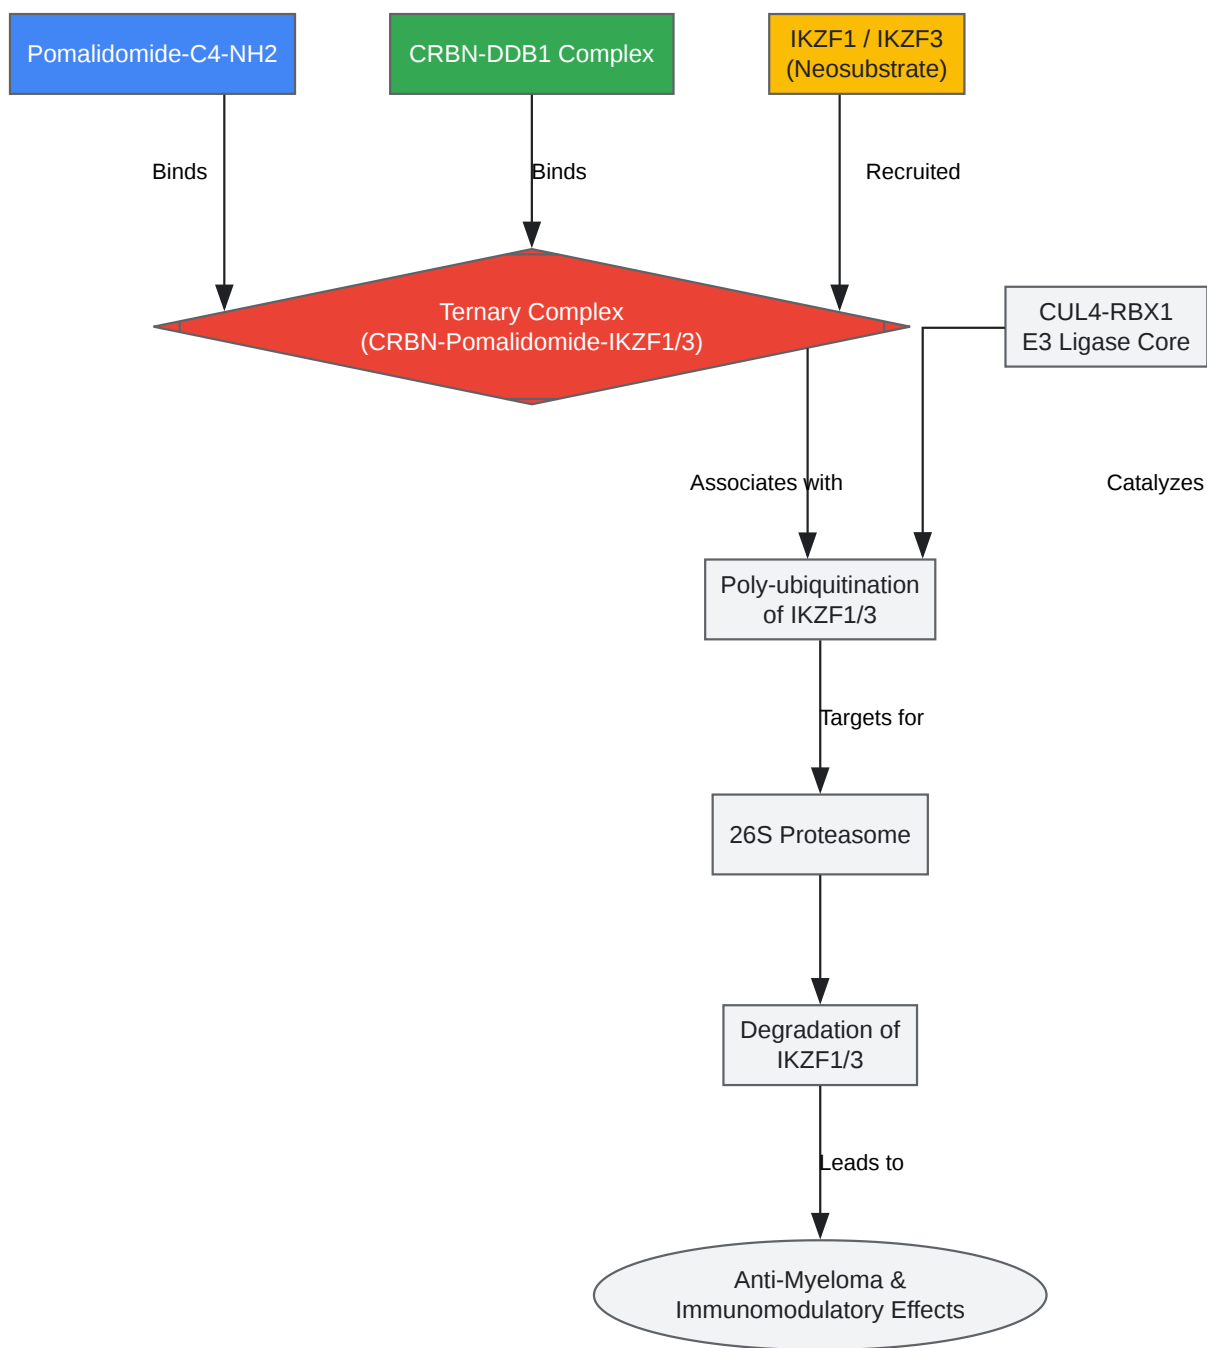 Pomalidomide-C4-NH2
CRBN-DDB1 Complex
IKZF1 / IKZF3
(Neosubstrate)
Binds
Binds
Recruited
Ternary Complex
(CRBN-Pomalidomide-IKZF1/3)
CUL4-RBX1
E3 Ligase Core
Associates with
Catalyzes
Poly-ubiquitination
of IKZF1/3
Targets for
26S Proteasome
Degradation of
IKZF1/3
Leads to
Anti-Myeloma &
Immunomodulatory Effects